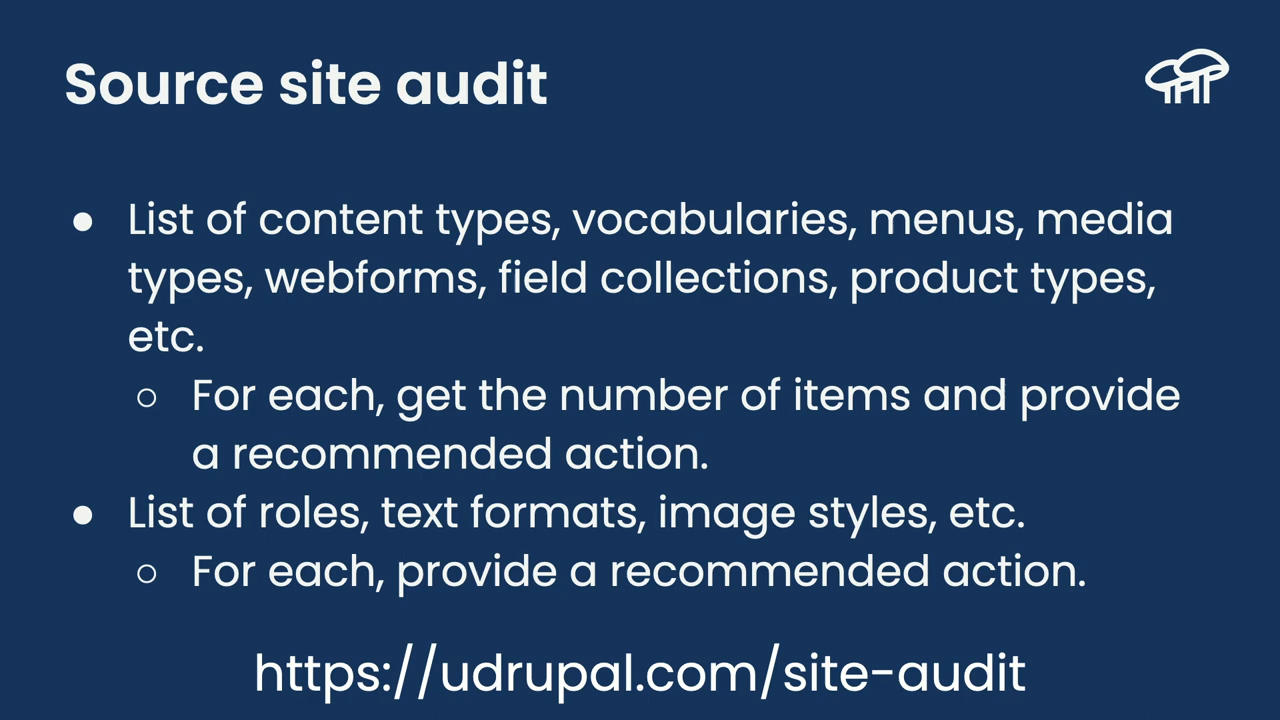 Source site audit
● List of content types, vocabularies, menus, media
types, webforms, field collections, product types,
etc.
○ For each, get the number of items and provide
a recommended action.
● List of roles, text formats, image styles, etc.
○ For each, provide a recommended action.
https://udrupal.com/site-audit